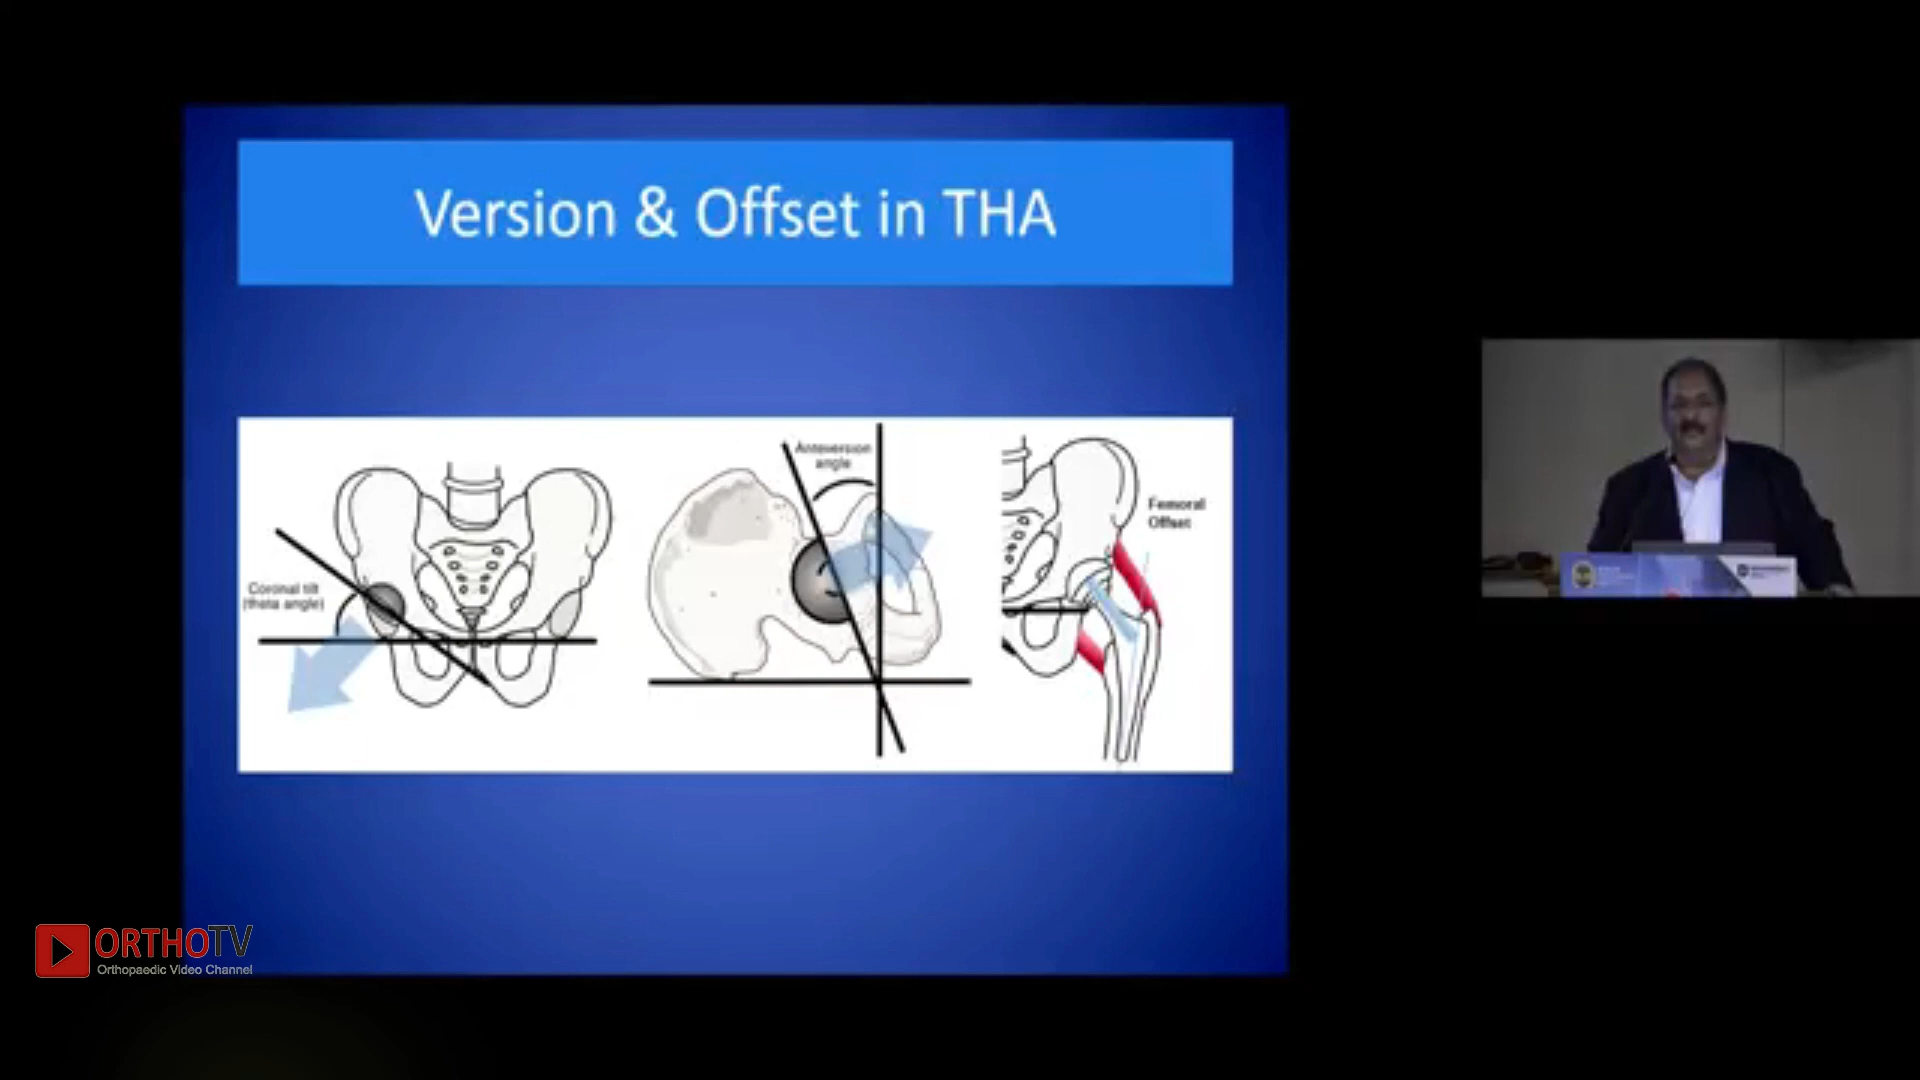 Version & Offset in THA
Anteversion
angle
Femoral
Offset
Coronal tilt
(theta angle)
ORTHOTV
Orthopaedic Video Channel